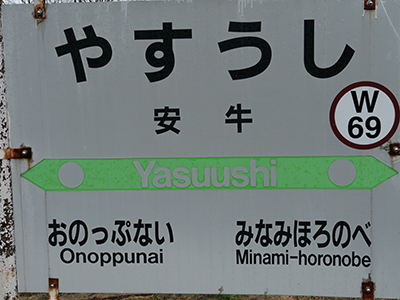 やすうし
安牛
W
69
Yasuushi
おのっぷない
Onoppunai
みなみほろのべ
Minami-horonobe